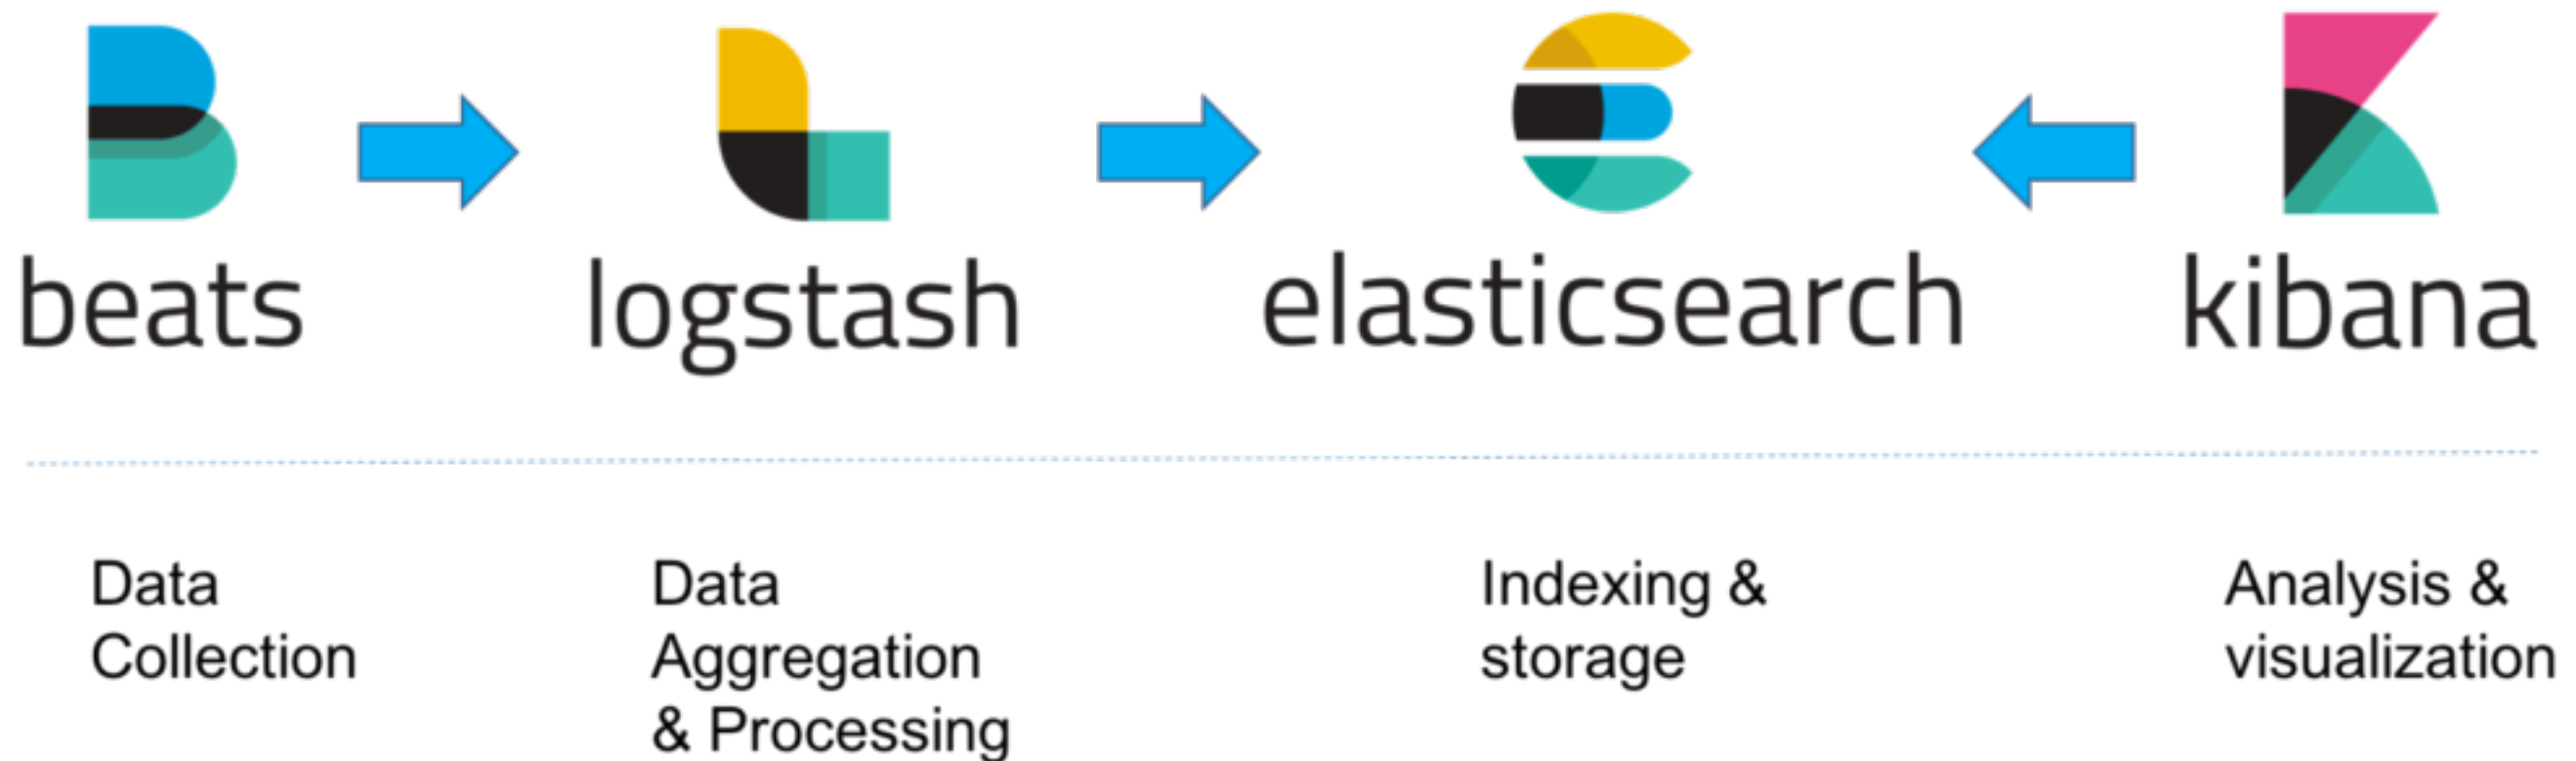 beats
logstash
elasticsearch
kibana
Data
Collection
Data
Aggregation
& Processing
Indexing &
storage
Analysis &
visualization